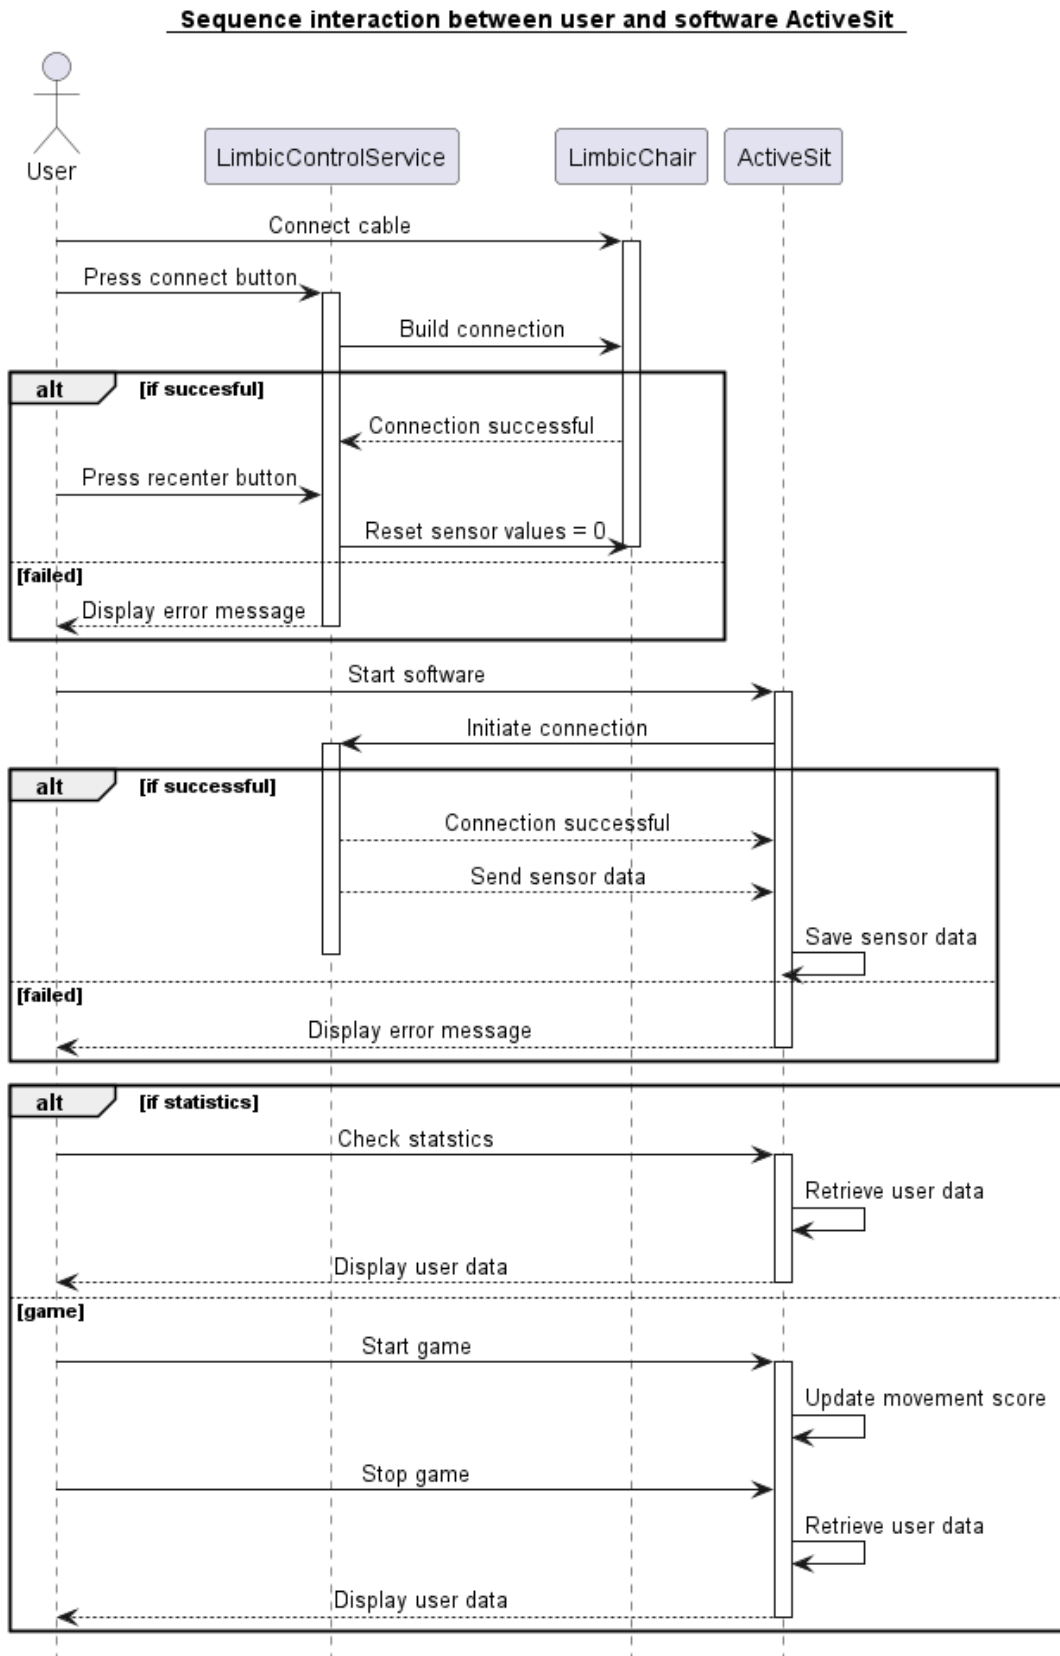 Sequence interaction between user and software ActiveSit
User
LimbicControlService
LimbicChair
ActiveSit
Connect cable
Press connect button
Build connection
alt
[if succesful]
Connection successful
Press recenter button
Reset sensor values = 0
[failed]
Display error message
Start software
Initiate connection
alt
[if successful]
Connection successful
Send sensor data
Save sensor data
[failed]
Display error message
alt
[if statistics]
Check statstics
Retrieve user data
Display user data
[game]
Start game
Update movement score
Stop game
Retrieve user data
Display user data